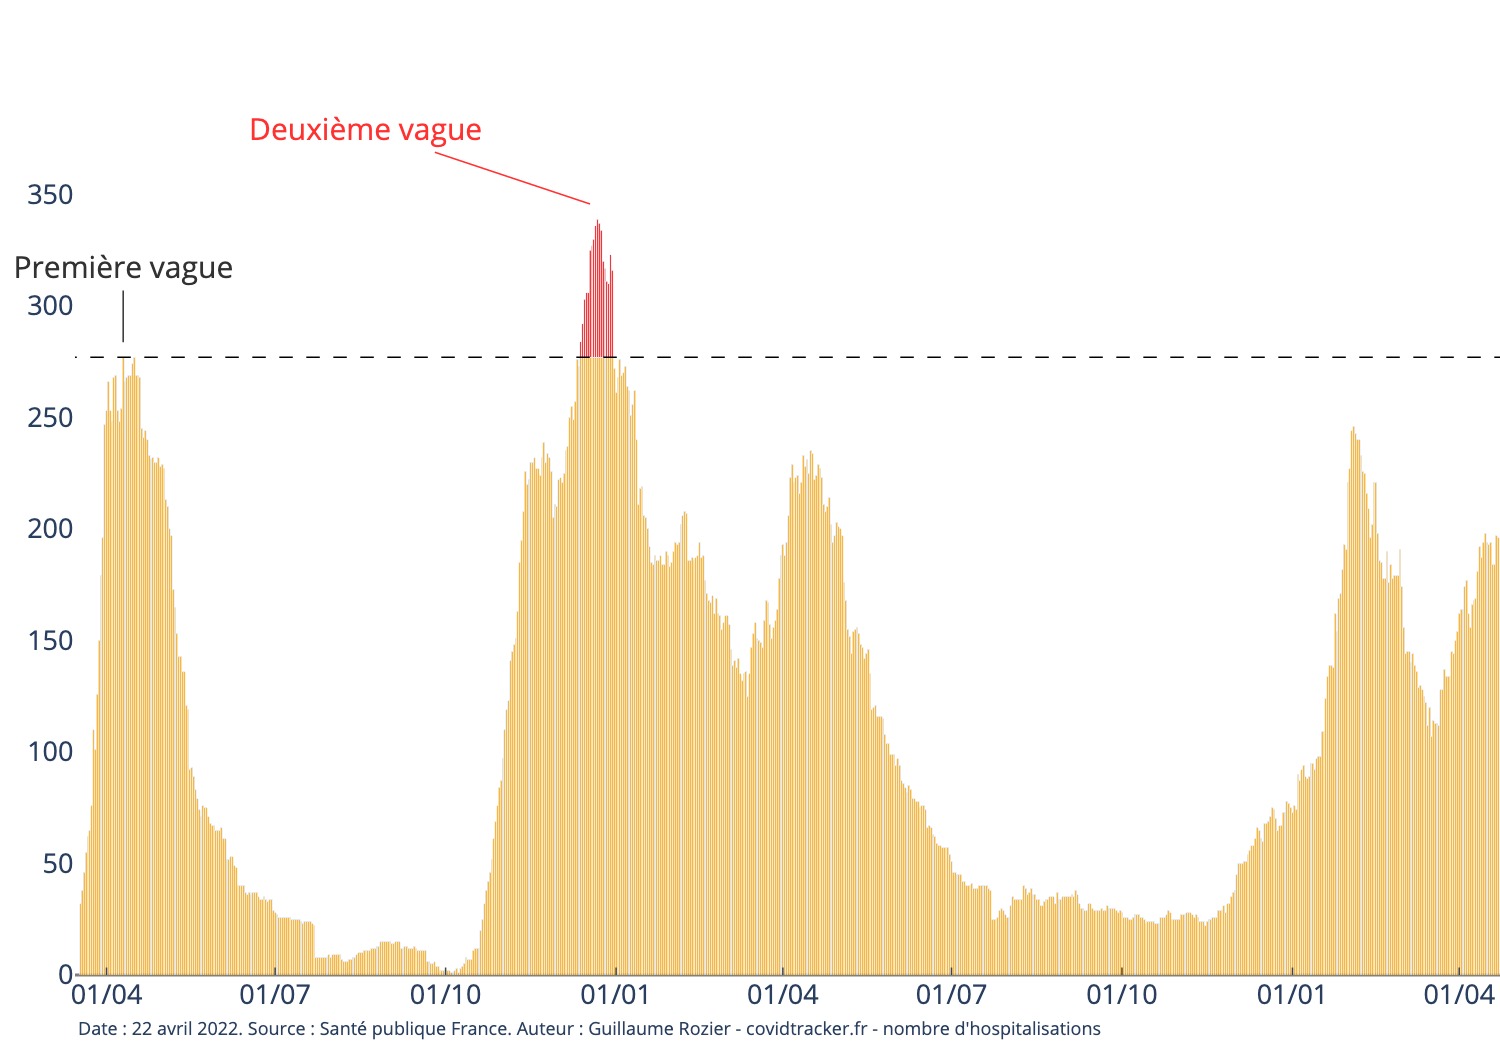 Deuxième vague
350
Première vague
300
250
200
150
100
50
0
01/04 01/07 01/10 01/01 01/04 01/07 01/10 01/01 01/04
Date : 22 avril 2022. Source : Santé publique France. Auteur : Guillaume Rozier - covidtracker.fr - nombre d'hospitalisations